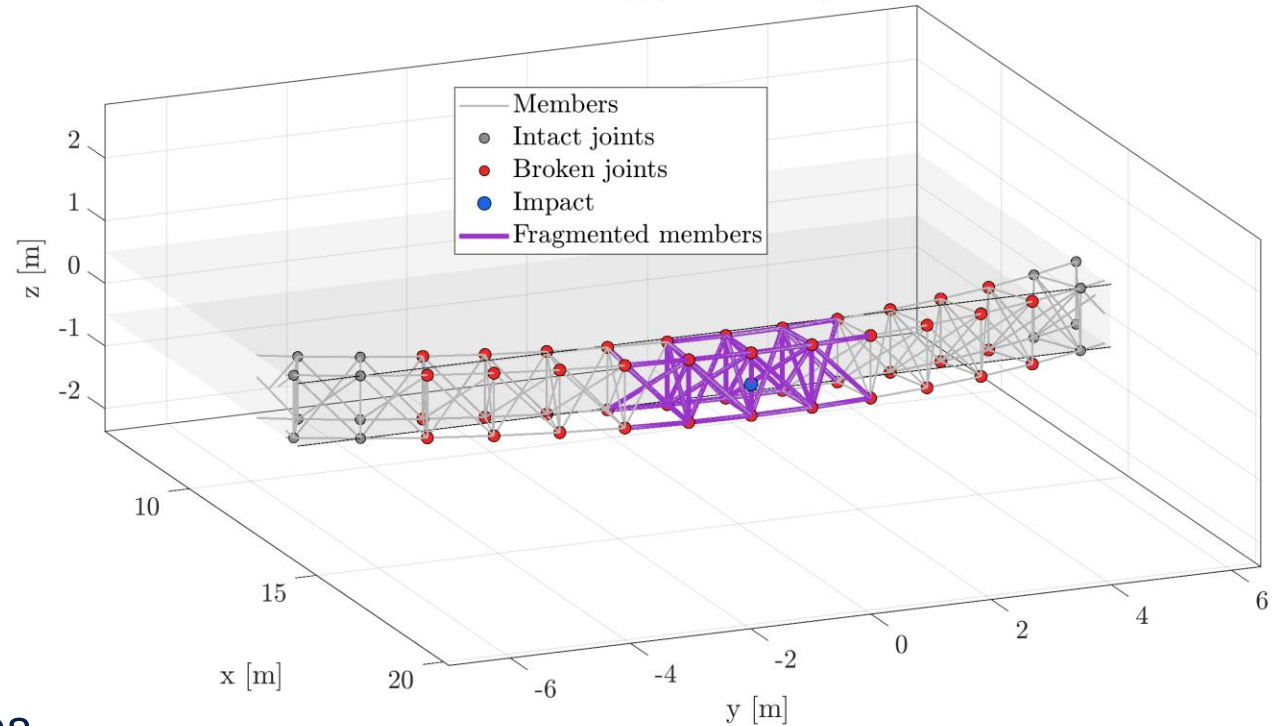 Members
Intact joints
Broken joints
Impact
Fragmented members
2
1
0
-1
-2
z [m]
10
15
20
x [m]
-6
-4
-2
0
2
4
6
y [m]